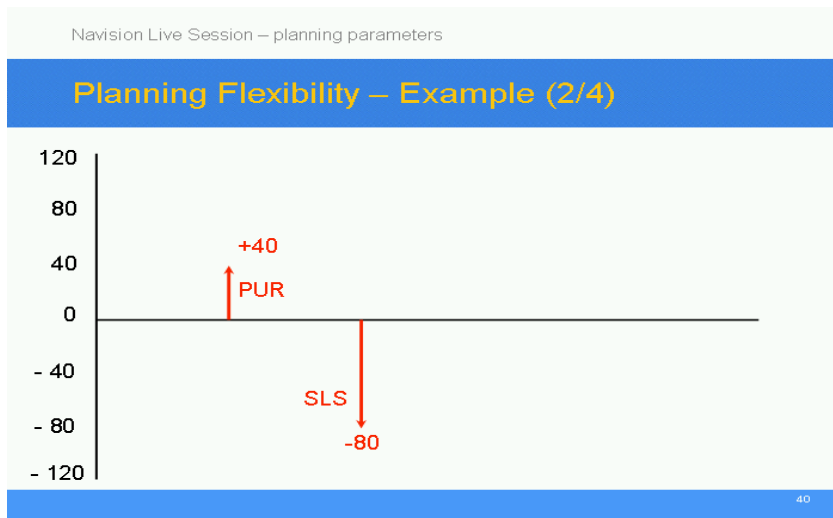 Navision Live Session – planning parameters
Planning Flexibility – Example (2/4)
120
80
+40
40
PUR
0
- 40
SLS
- 80
-80
- 120
40